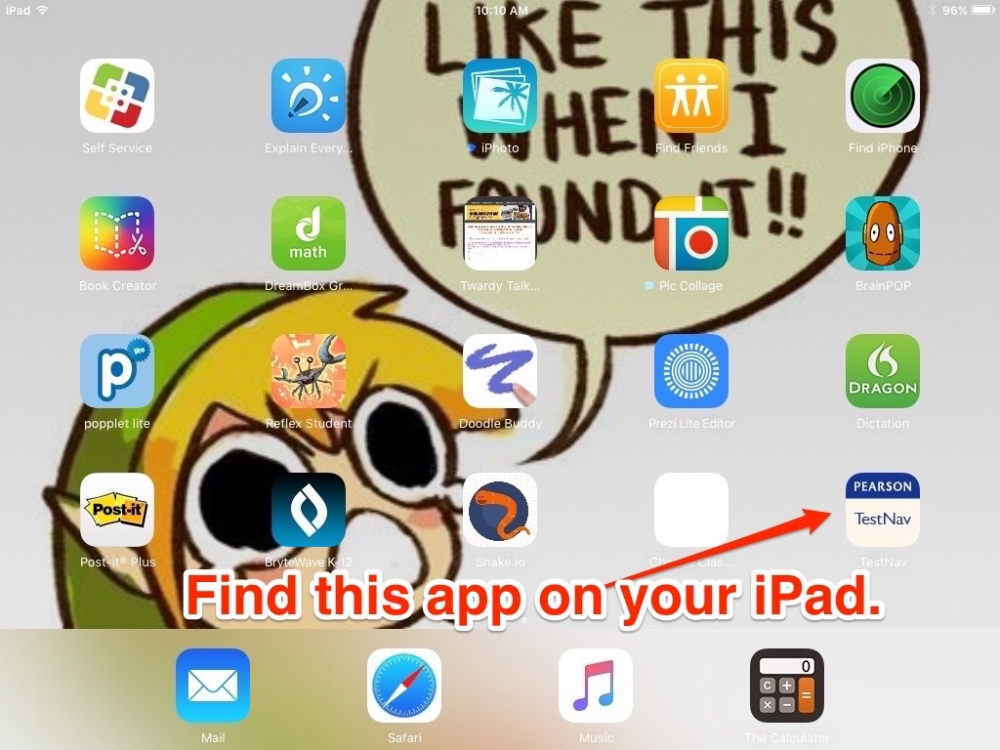 iPad 10:10 AM 96%
LIKE THIS
WHEN I
FOUND IT!!
Self Service Explain Every... iPhoto Find Friends Find iPhone
math
Book Creator DreamBox Gr... Twardy Talk... Pic Collage BrainPOP
p lite DRAGON
popplet lite Reflex Student Doodle Buddy Prezi Lite Editor Dictation
Post-it PEARSON
TestNav
Post-it® Plus BryteWave K-12 Snake.io TestNav
Find this app on your iPad.
0
C + = × −
Mail Safari Music The Calculator